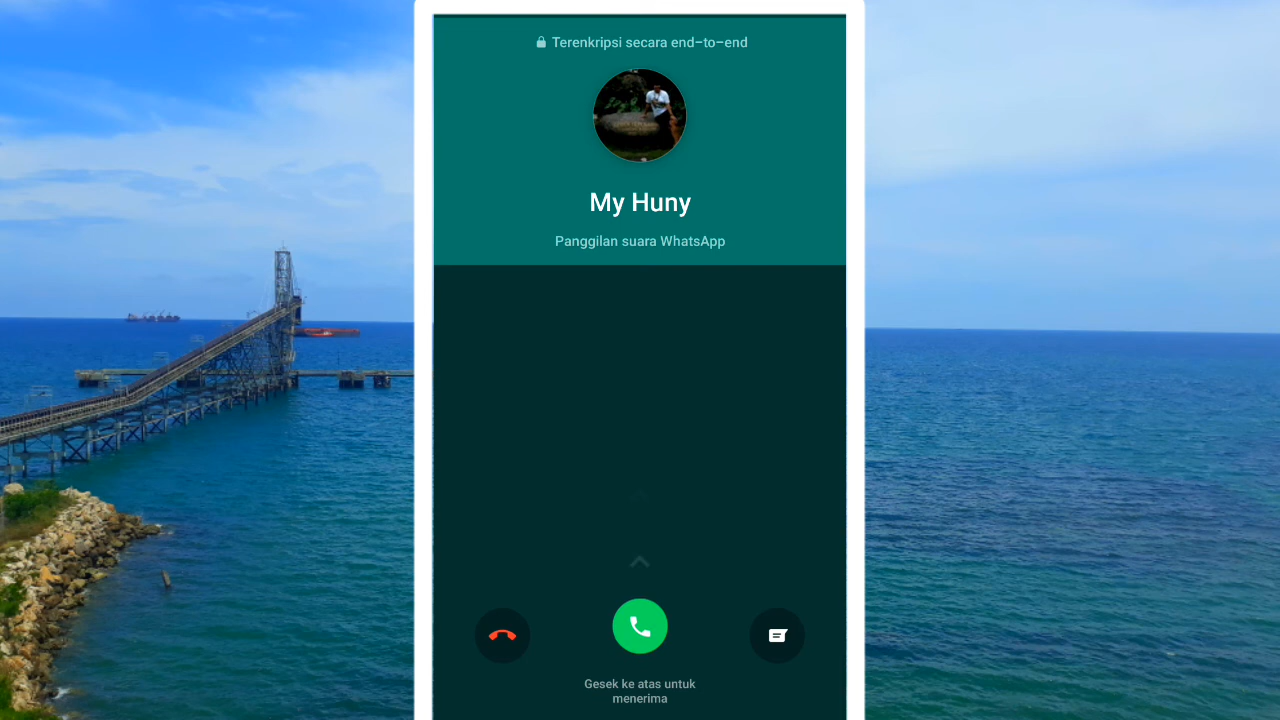 Terenkripsi secara end-to-end
My Huny
Panggilan suara WhatsApp
Gesek ke atas untuk
menerima